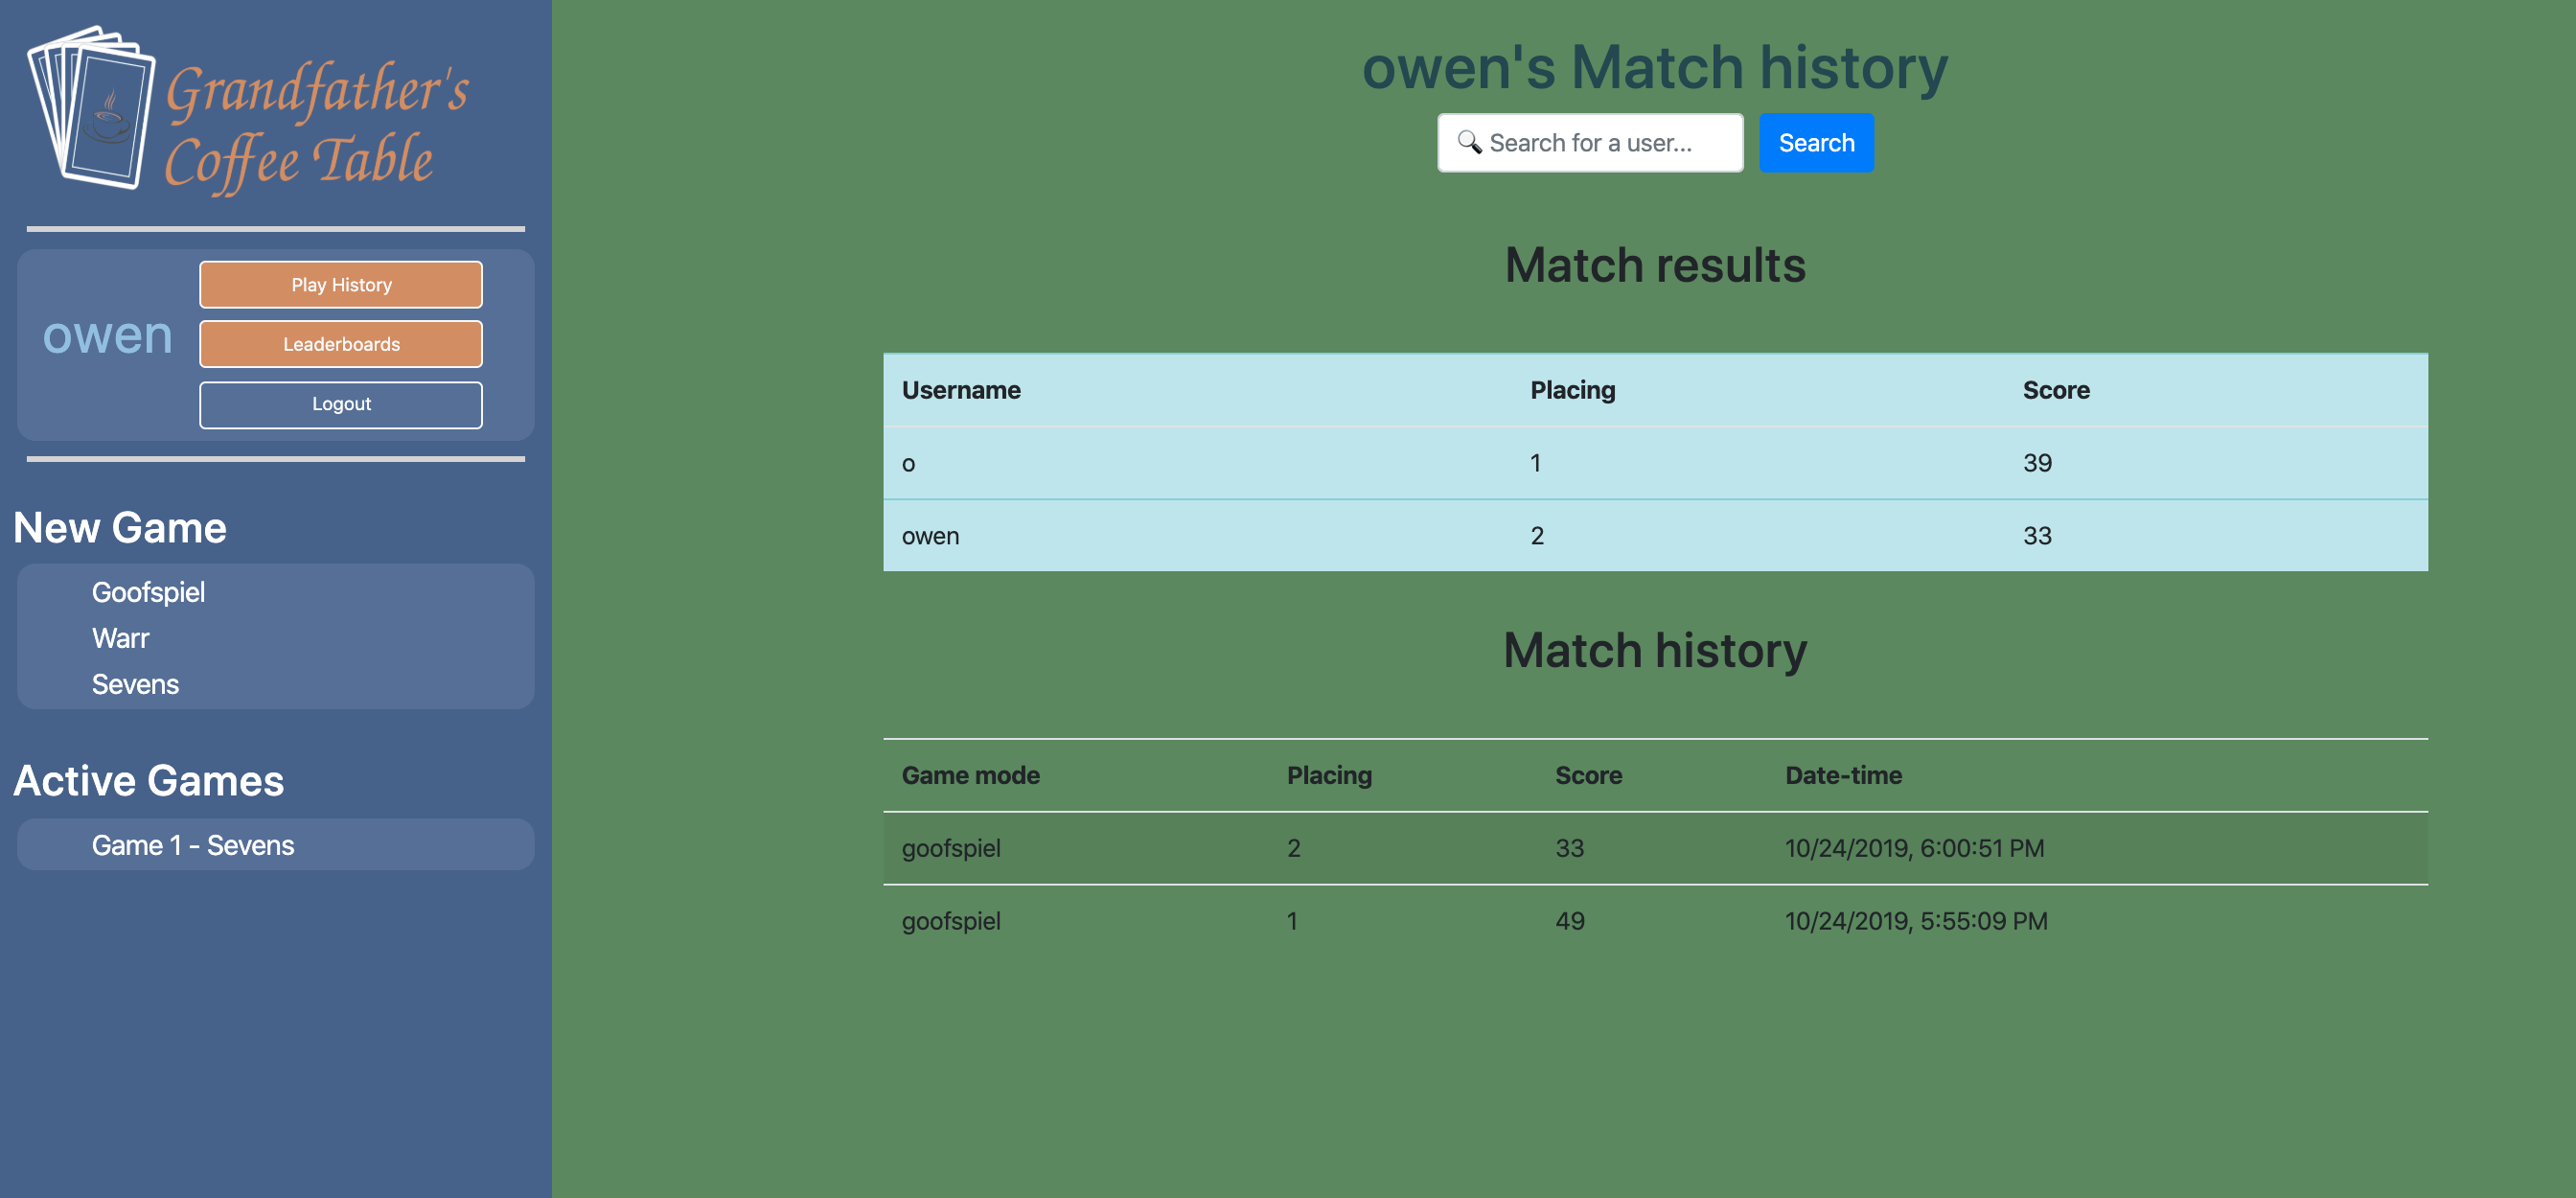 Grandfather's
Coffee Table
owen
Play History
Leaderboards
Logout
New Game
Goofspiel
Warr
Sevens
Active Games
Game 1 - Sevens
owen's Match history
🔍 Search for a user... Search
Match results
Username Placing Score
o 1 39
owen 2 33
Match history
Game mode Placing Score Date-time
goofspiel 2 33 10/24/2019, 6:00:51 PM
goofspiel 1 49 10/24/2019, 5:55:09 PM